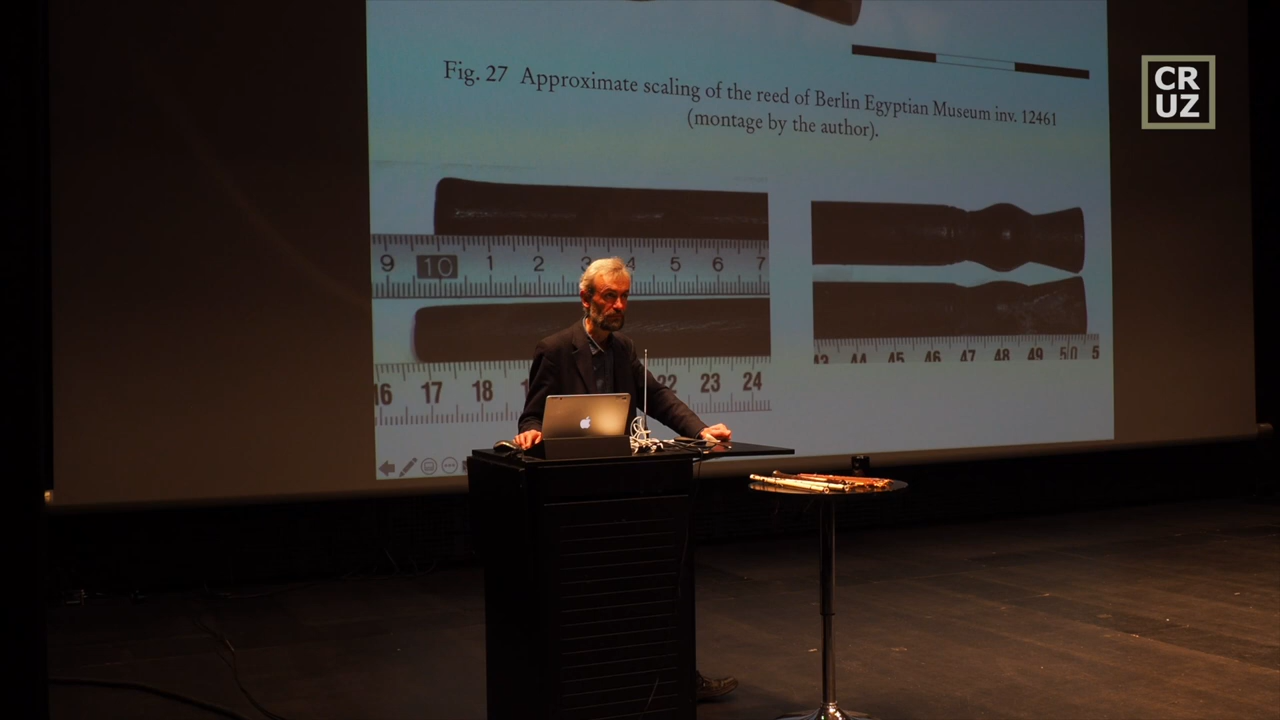 Fig. 27 Approximate scaling of the reed of Berlin Egyptian Museum inv. 12461
(montage by the author).
CR
UZ
9 10 1 2 3 4 5 6 7
16 17 18 22 23 24
43 44 45 46 47 48 49 50 5